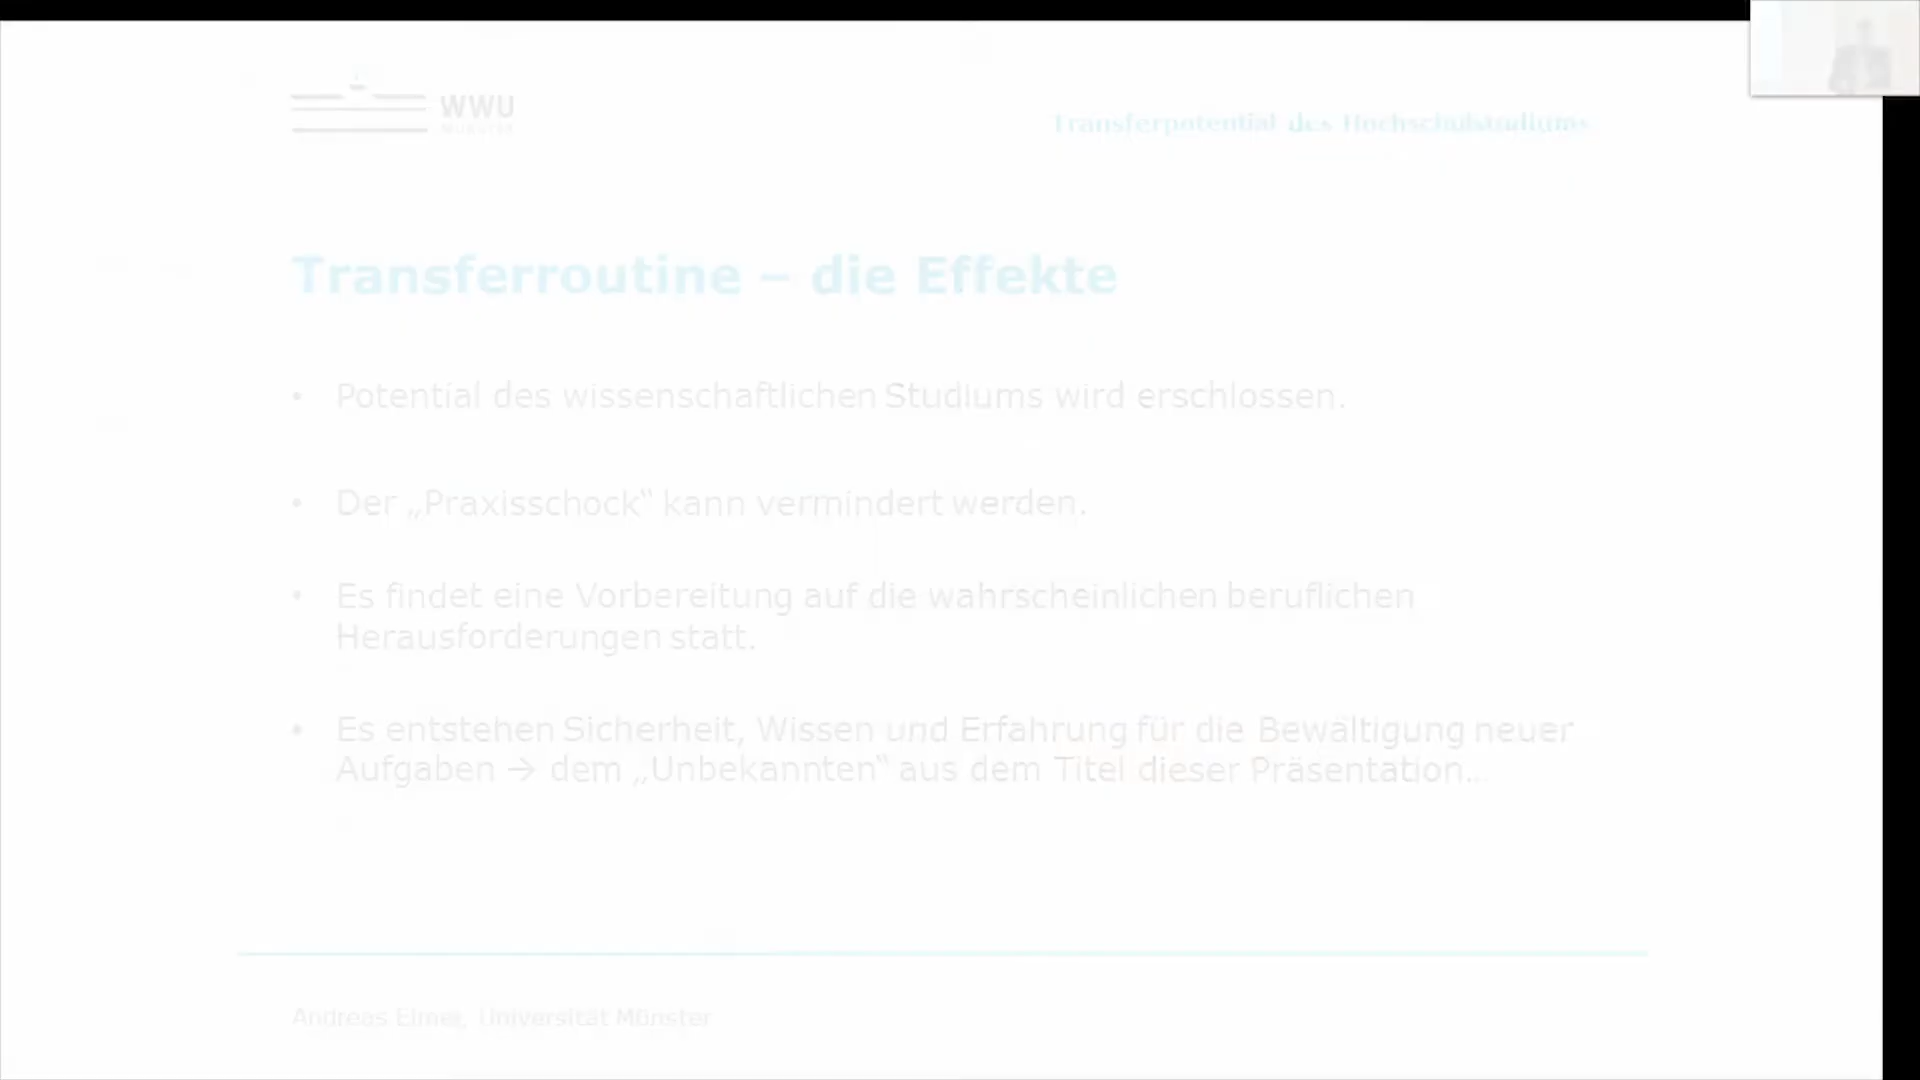 WWU
MÜNSTER
Transferpotential des Hochschulstudiums
Transferroutine – die Effekte
• Potential des wissenschaftlichen Studiums wird erschlossen.
• Der „Praxisschock“ kann vermindert werden.
• Es findet eine Vorbereitung auf die wahrscheinlichen beruflichen
Herausforderungen statt.
• Es entstehen Sicherheit, Wissen und Erfahrung für die Bewältigung neuer
Aufgaben → dem „Unbekannten“ aus dem Titel dieser Präsentation…
Andreas Eimer, Universität Münster